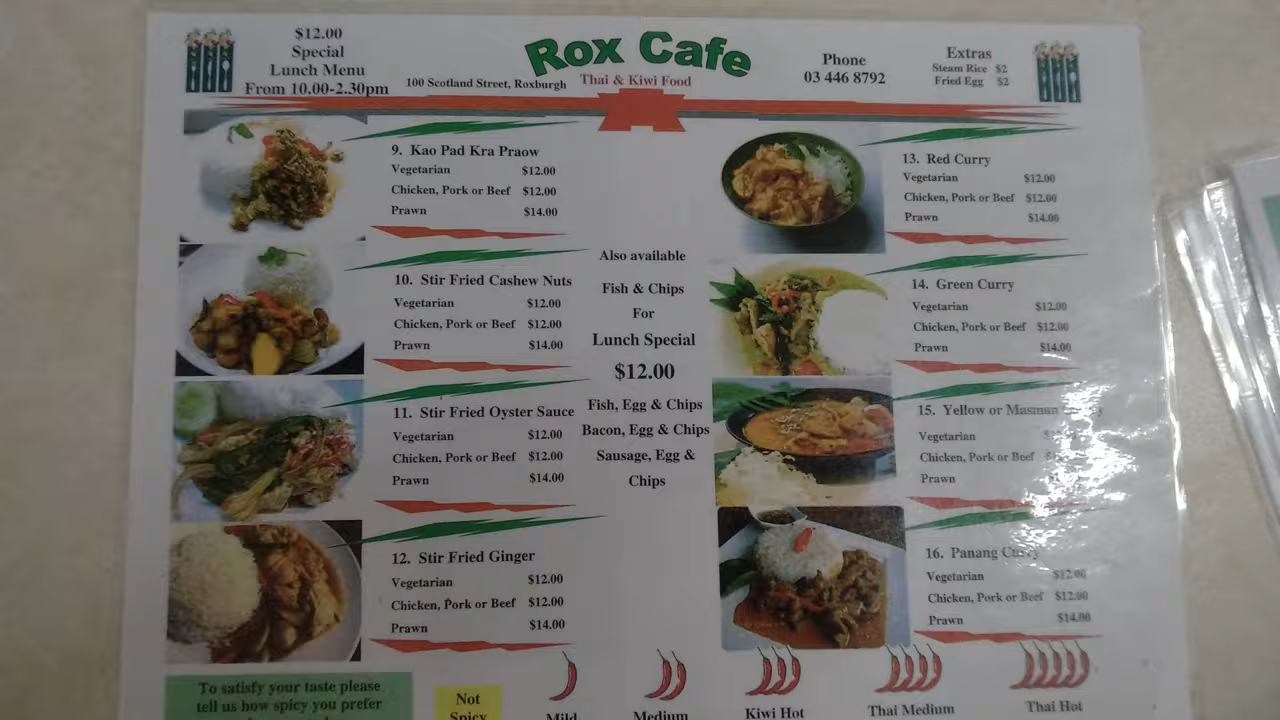 $12.00
Special
Lunch Menu
From 10.00-2.30pm
Rox Cafe
Thai & Kiwi Food
100 Scotland Street, Roxburgh
Phone
03 446 8792
Extras
Steam Rice $2
Fried Egg $2
9. Kao Pad Kra Praow
Vegetarian $12.00
Chicken, Pork or Beef $12.00
Prawn $14.00
10. Stir Fried Cashew Nuts
Vegetarian $12.00
Chicken, Pork or Beef $12.00
Prawn $14.00
11. Stir Fried Oyster Sauce
Vegetarian $12.00
Chicken, Pork or Beef $12.00
Prawn $14.00
12. Stir Fried Ginger
Vegetarian $12.00
Chicken, Pork or Beef $12.00
Prawn $14.00
Also available
Fish & Chips
For
Lunch Special
$12.00
Fish, Egg & Chips
Bacon, Egg & Chips
Sausage, Egg &
Chips
13. Red Curry
Vegetarian $12.00
Chicken, Pork or Beef $12.00
Prawn $14.00
14. Green Curry
Vegetarian $12.00
Chicken, Pork or Beef $12.00
Prawn $14.00
15. Yellow or Masman
Vegetarian
Chicken, Pork or Beef
Prawn
16. Panang Curry
Vegetarian $12.00
Chicken, Pork or Beef $12.00
Prawn $14.00
To satisfy your taste please
tell us how spicy you prefer
Not
Spicy
Mild
Medium
Kiwi Hot
Thai Medium
Thai Hot